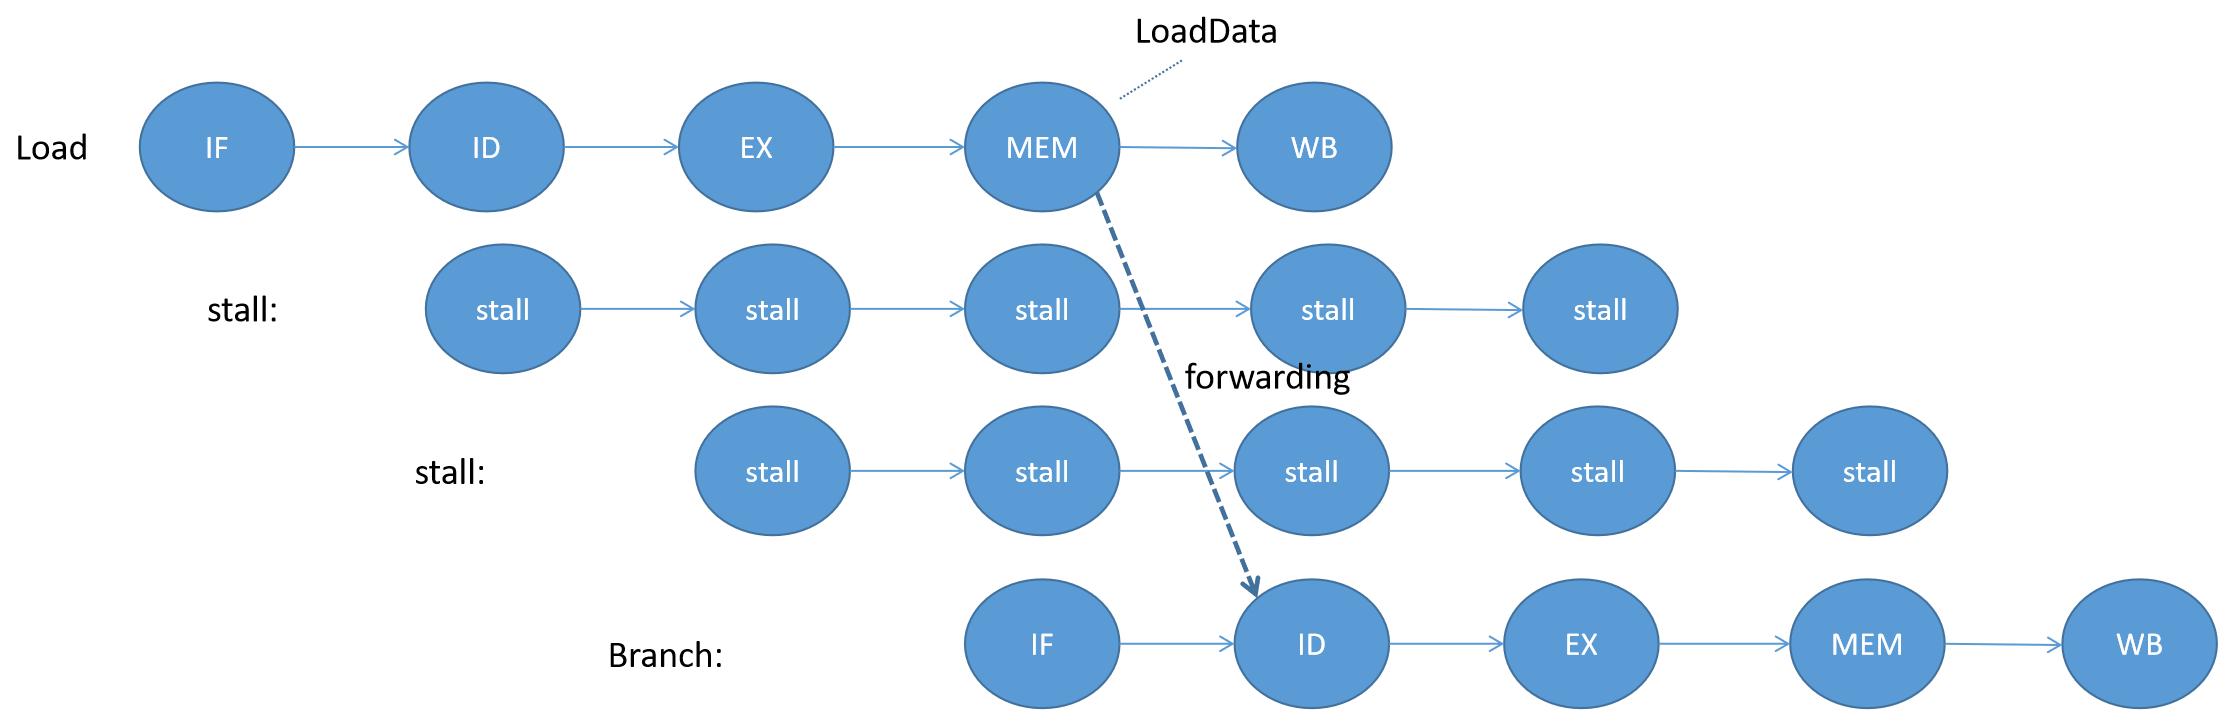 LoadData
Load IF ID EX MEM WB
stall: stall stall stall stall stall
forwarding
stall: stall stall stall stall stall
Branch: IF ID EX MEM WB